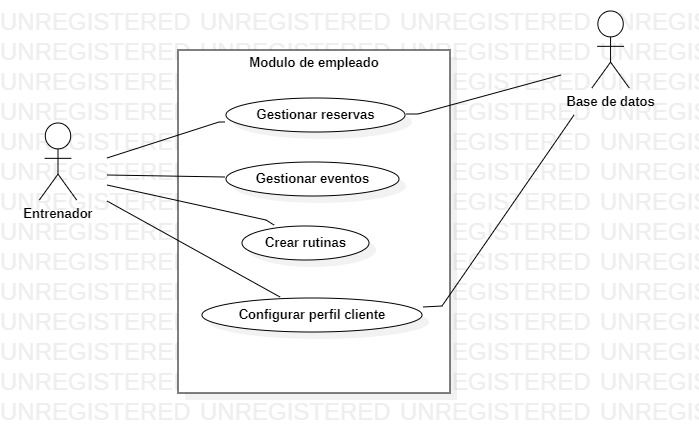 UNREGISTERED UNREGISTERED UNREGISTERED UNREGISTERED
Modulo de empleado
Base de datos
Gestionar reservas
Gestionar eventos
Entrenador
Crear rutinas
Configurar perfil cliente